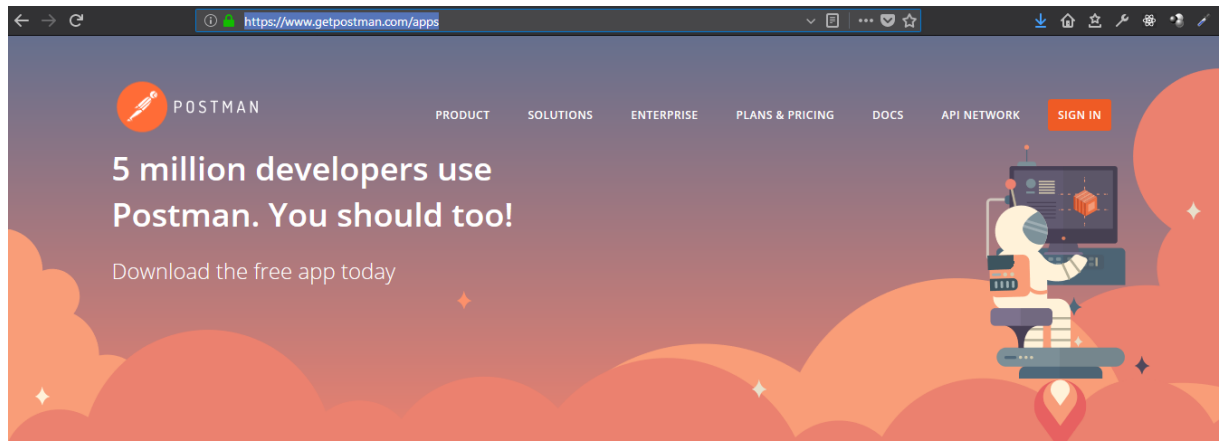 https://www.getpostman.com/apps
POSTMAN
PRODUCT SOLUTIONS ENTERPRISE PLANS & PRICING DOCS API NETWORK SIGN IN
5 million developers use
Postman. You should too!
Download the free app today